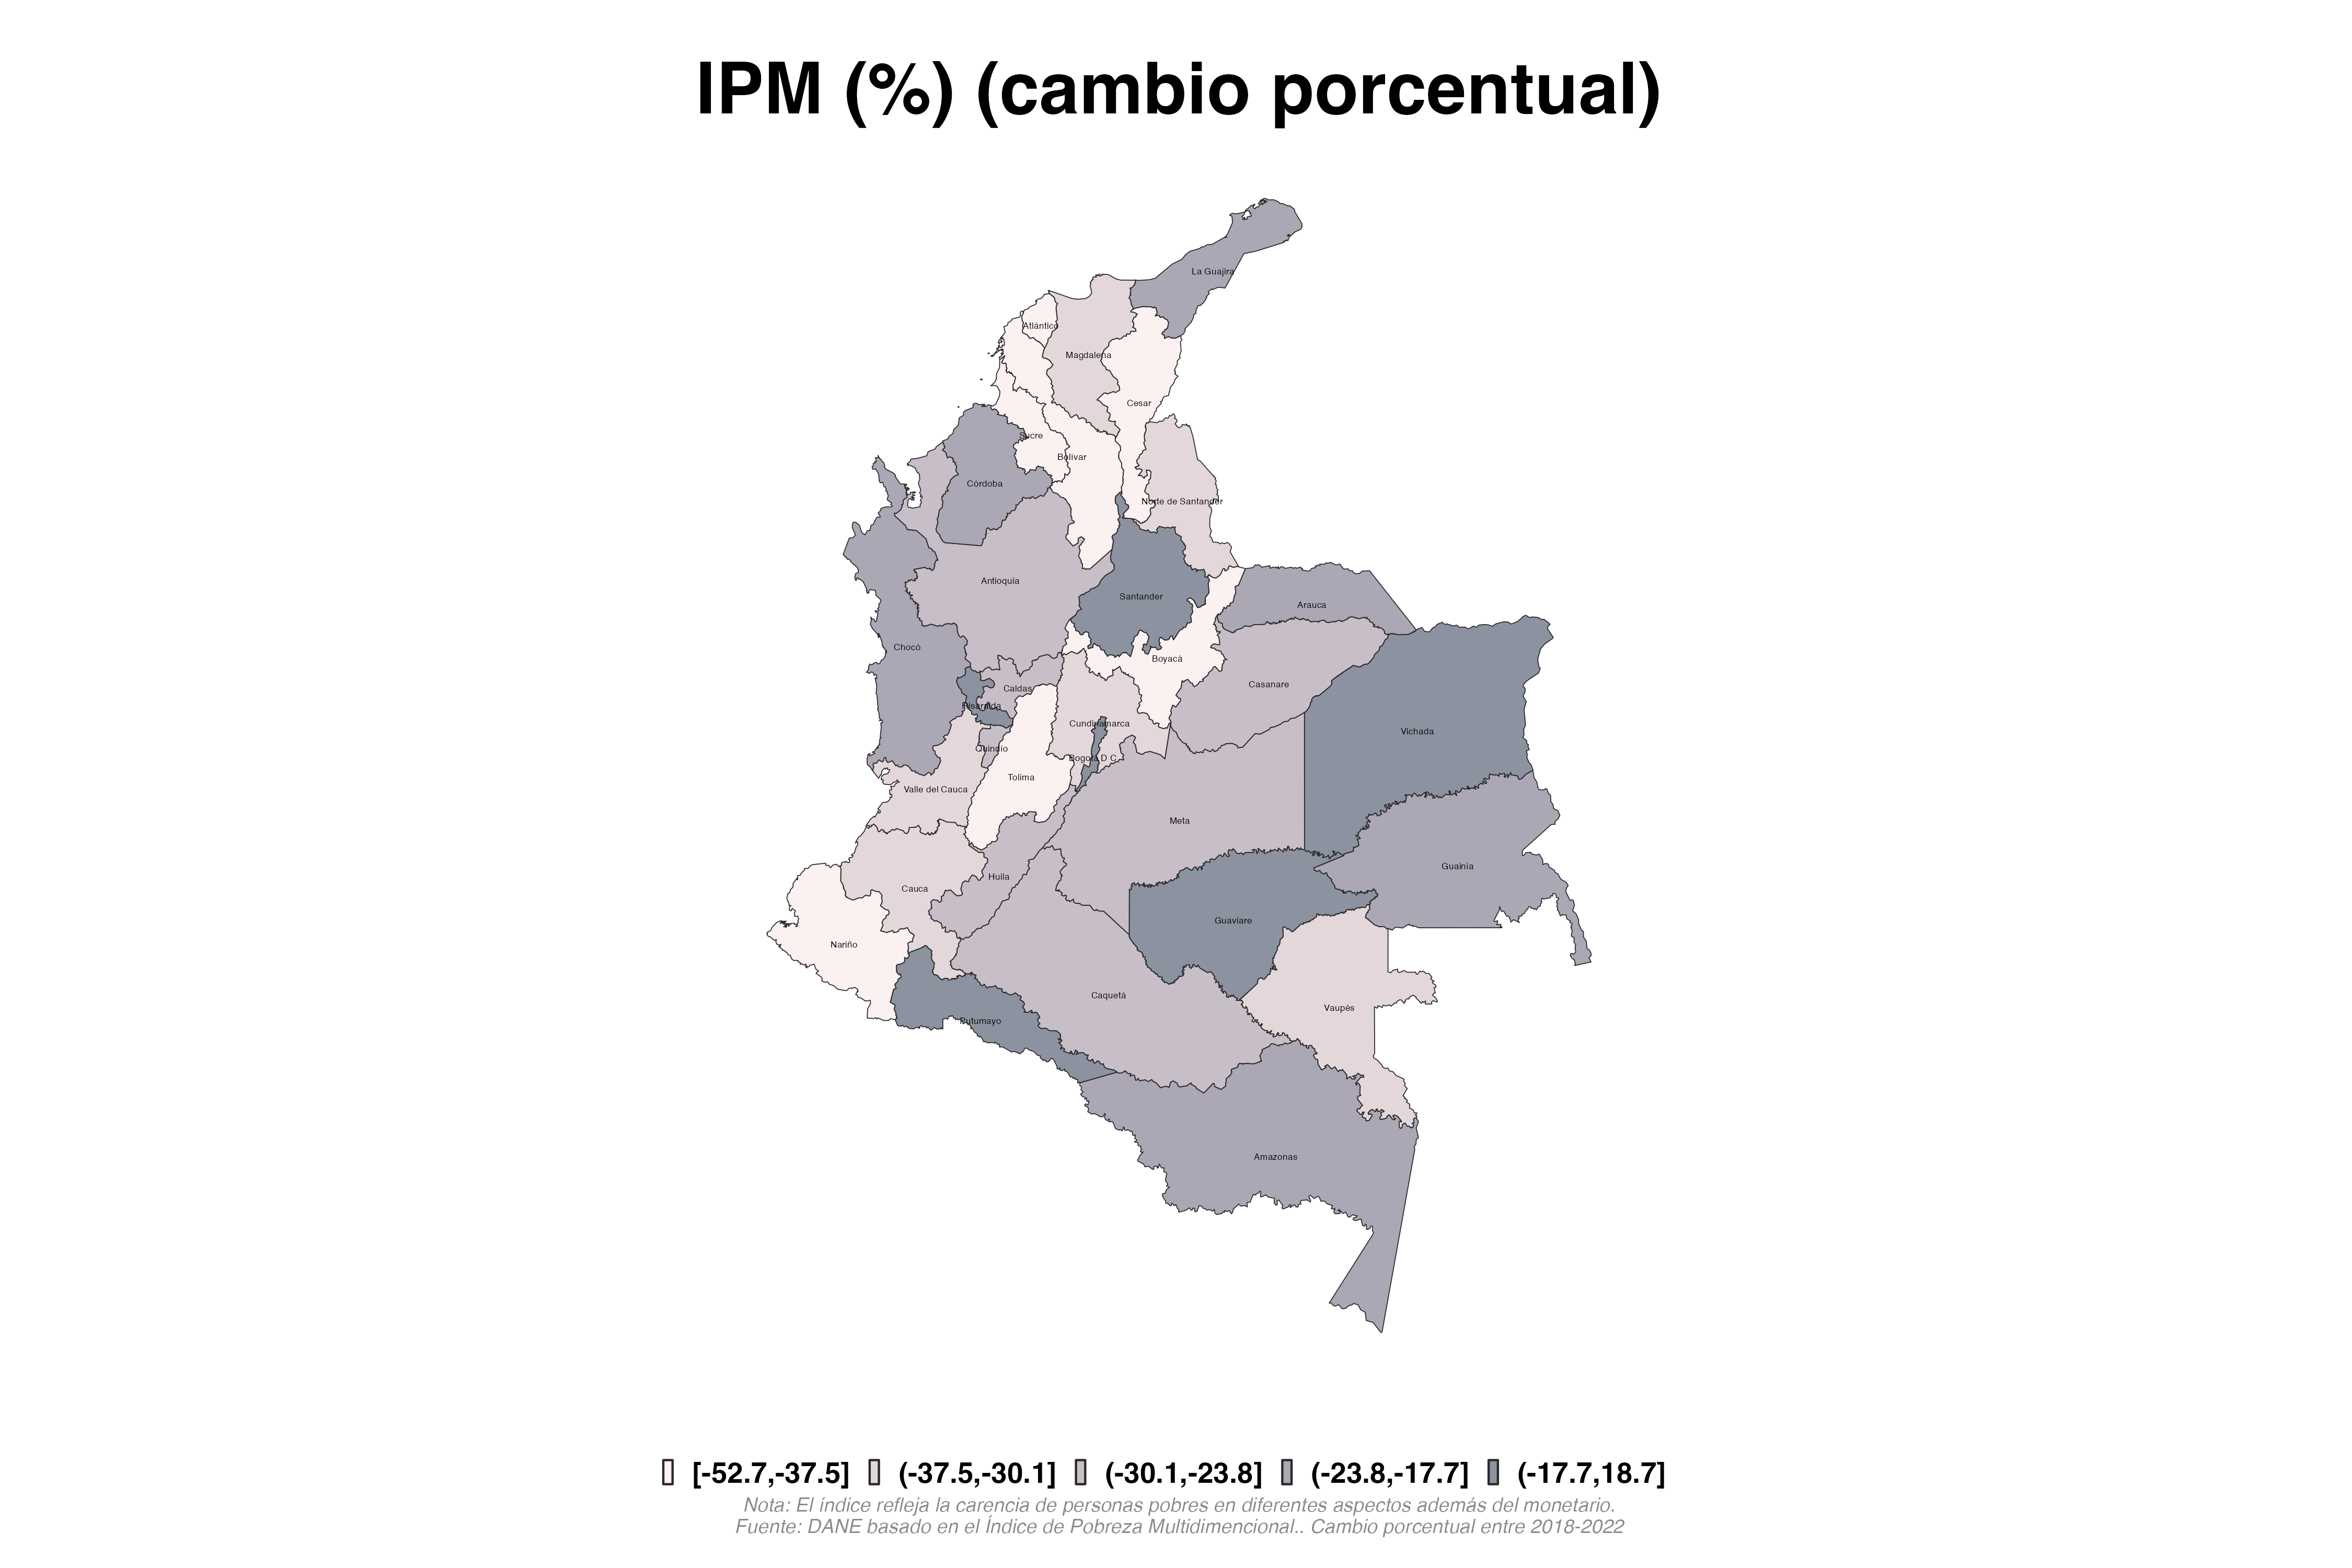 IPM (%) (cambio porcentual)
La Guajira
Atlántico
Magdalena
Cesar
Sucre
Bolívar
Córdoba
Norte de Santander
Antioquia
Santander
Arauca
Chocó
Boyacá
Caldas
Casanare
Risaralda
Cundinamarca
Vichada
Quindío
Bogotá D C
Tolima
Valle del Cauca
Meta
Guainía
Huila
Cauca
Guaviare
Nariño
Caquetá
Vaupés
Putumayo
Amazonas
[-52.7,-37.5] (-37.5,-30.1] (-30.1,-23.8] (-23.8,-17.7] (-17.7,18.7]
Nota: El índice refleja la carencia de personas pobres en diferentes aspectos además del monetario.
Fuente: DANE basado en el Índice de Pobreza Multidimencional.. Cambio porcentual entre 2018-2022